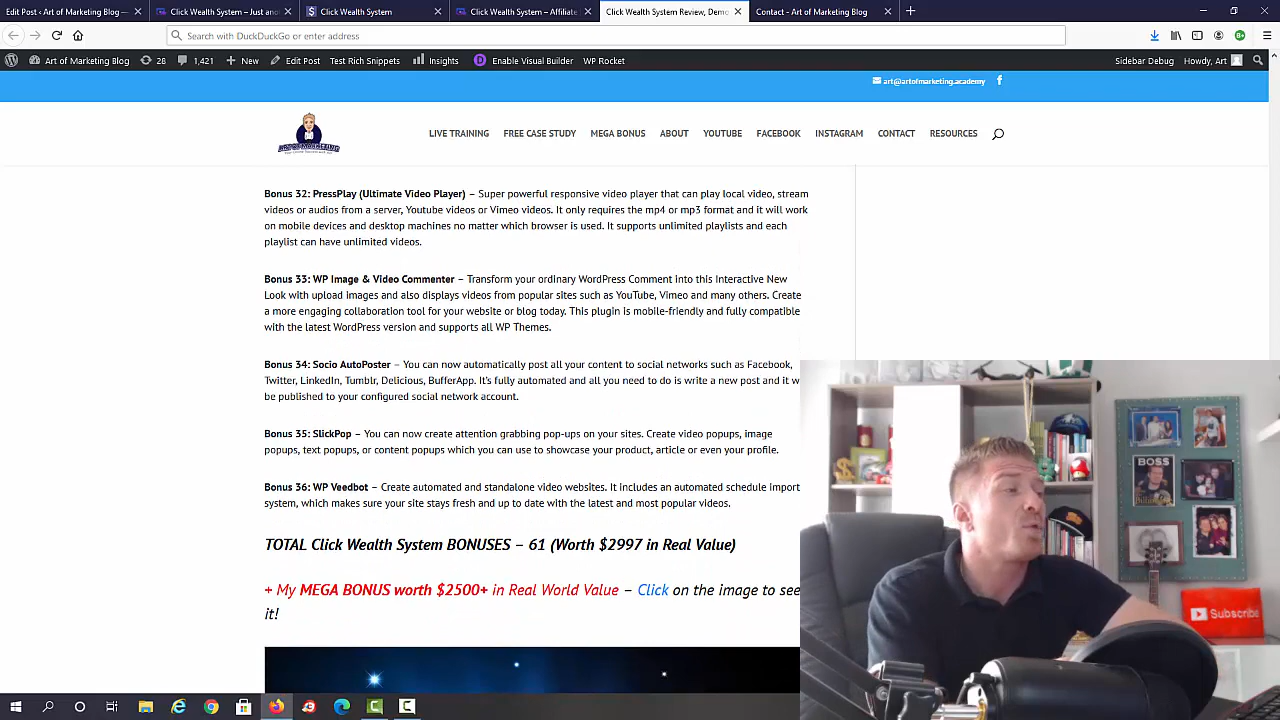 Edit Post ‹ Art of Marketing Blog —
Click Wealth System – Just ano
Click Wealth System
Click Wealth System – Affiliate
Click Wealth System Review, Demo
Contact - Art of Marketing Blog
Search with DuckDuckGo or enter address
Art of Marketing Blog
28
1,421
New
Edit Post
Test Rich Snippets
Insights
Enable Visual Builder
WP Rocket
Sidebar Debug
Howdy, Art
art@artofmarketing.academy
ART OF MARKETING
LIVE TRAINING
FREE CASE STUDY
MEGA BONUS
ABOUT
YOUTUBE
FACEBOOK
INSTAGRAM
CONTACT
RESOURCES
Bonus 32: PressPlay (Ultimate Video Player) – Super powerful responsive video player that can play local video, stream
videos or audios from a server, Youtube videos or Vimeo videos. It only requires the mp4 or mp3 format and it will work
on mobile devices and desktop machines no matter which browser is used. It supports unlimited playlists and each
playlist can have unlimited videos.
Bonus 33: WP Image & Video Commenter – Transform your ordinary WordPress Comment into this Interactive New
Look with upload images and also displays videos from popular sites such as YouTube, Vimeo and many others. Create
a more engaging collaboration tool for your website or blog today. This plugin is mobile-friendly and fully compatible
with the latest WordPress version and supports all WP Themes.
Bonus 34: Socio AutoPoster – You can now automatically post all your content to social networks such as Facebook,
Twitter, LinkedIn, Tumblr, Delicious, BufferApp. It's fully automated and all you need to do is write a new post and it w
be published to your configured social network account.
Bonus 35: SlickPop – You can now create attention grabbing pop-ups on your sites. Create video popups, image
popups, text popups, or content popups which you can use to showcase your product, article or even your profile.
Bonus 36: WP Veedbot – Create automated and standalone video websites. It includes an automated schedule import
system, which makes sure your site stays fresh and up to date with the latest and most popular videos.
TOTAL Click Wealth System BONUSES – 61 (Worth $2997 in Real Value)
+ My MEGA BONUS worth $2500+ in Real World Value – Click on the image to see
it!
BOSS
Subscribe